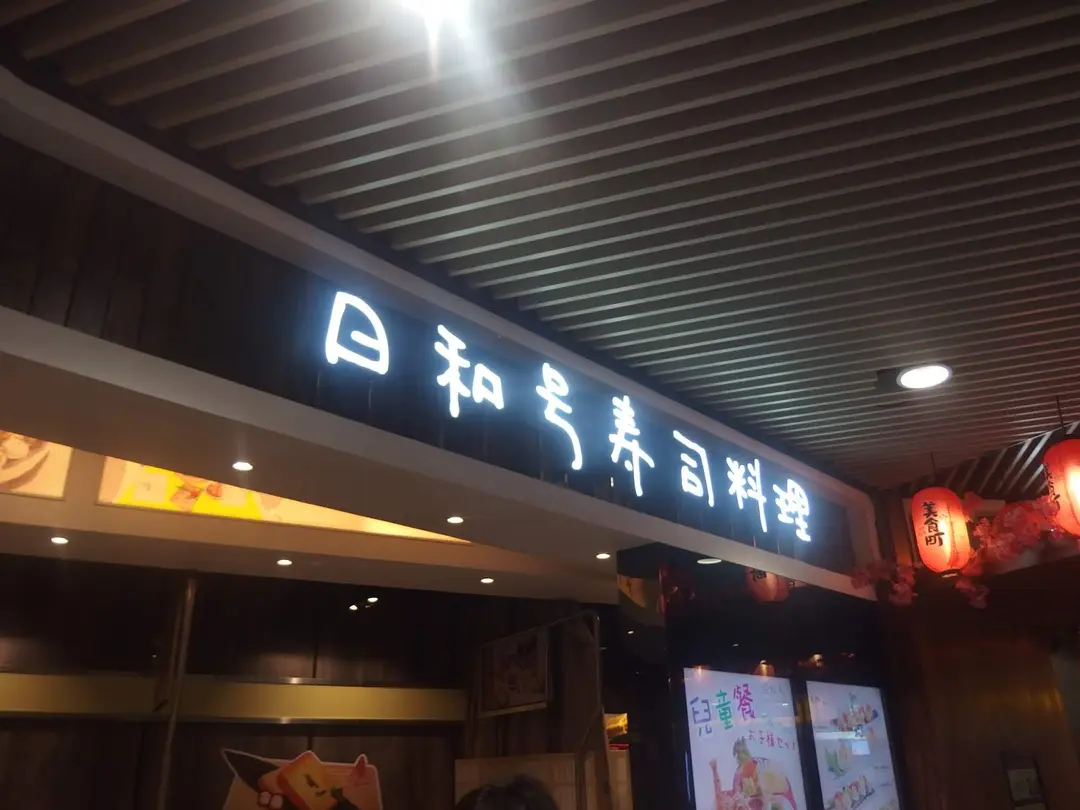 日和号寿司料理
美食町
兒童餐
お子様セット